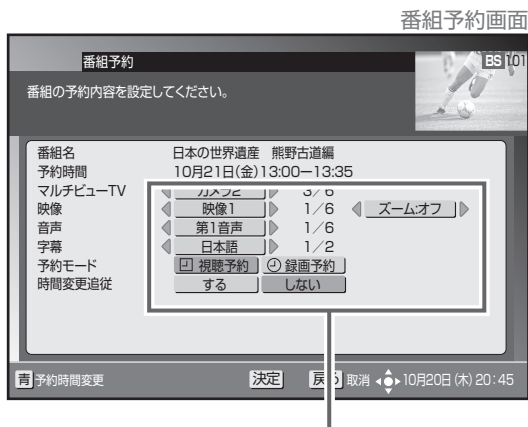 番組予約画面
番組予約
BS 101
番組の予約内容を設定してください。
番組名 日本の世界遺産 熊野古道編
予約時間 10月21日(金)13:00ー13:35
マルチビューTV カメラ2 3/6
映像 映像1 1/6 ズーム:オフ
音声 第1音声 1/6
字幕 日本語 1/2
予約モード 視聴予約 録画予約
時間変更追従 する しない
青 予約時間変更 決定 戻る 取消 10月20日(木)20:45